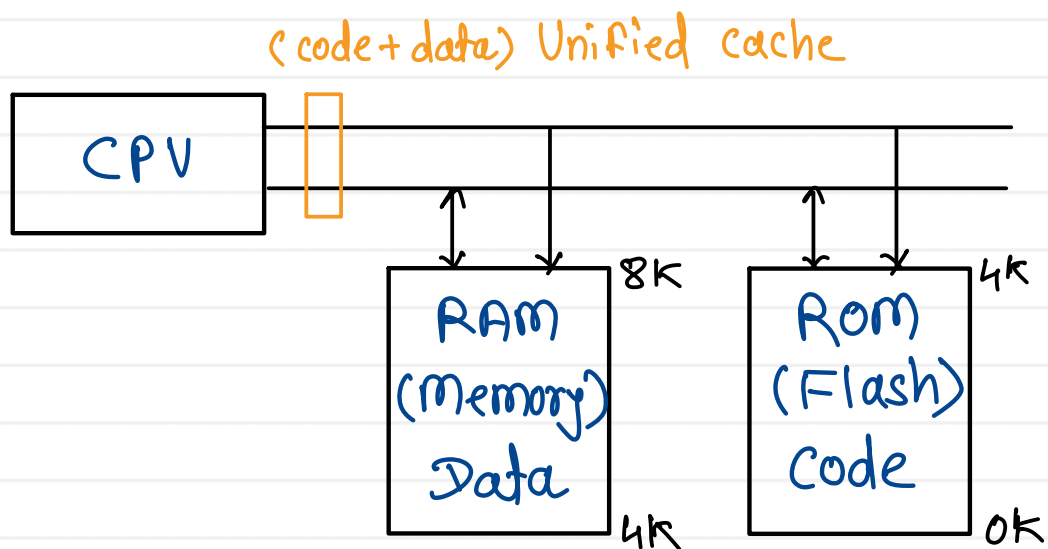 (code+data) Unified cache
CPU
8K
4K
RAM
(Memory)
Data
ROM
(Flash)
Code
4K
0K